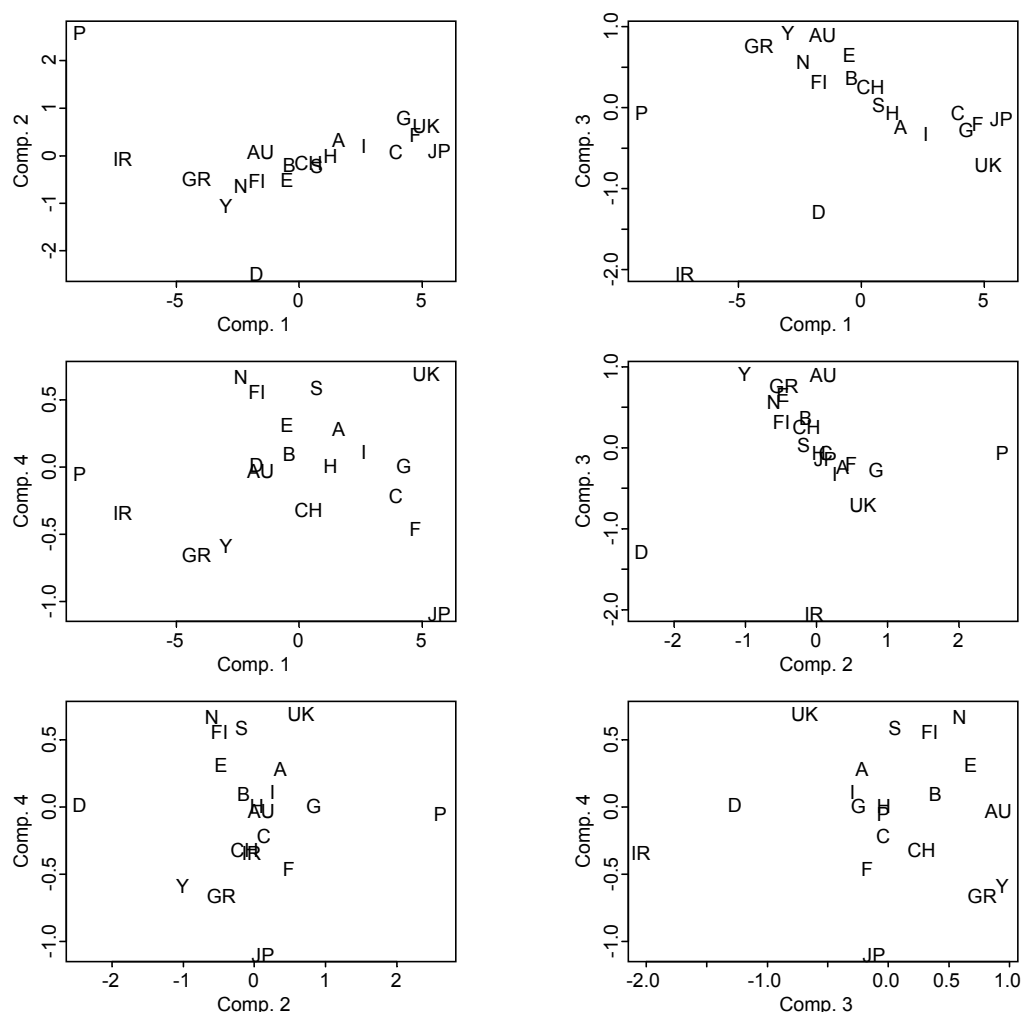 Comp. 2
2
1
0
-1
-2
P
G
UK
F
A
I
JP
C
AU
H
CH
S
B
IR
E
FI
GR
N
Y
D
-5 0 5
Comp. 1
Comp. 3
1.0
0.0
-1.0
-2.0
Y
AU
GR
E
N
B
FI
CH
S
H
P
C
JP
F
A
G
I
UK
D
IR
-5 0 5
Comp. 1
Comp. 4
0.5
0.0
-0.5
-1.0
UK
N
S
FI
E
A
I
B
D
H
G
AU
P
C
CH
IR
F
Y
GR
JP
-5 0 5
Comp. 1
Comp. 3
1.0
0.0
-1.0
-2.0
Y
AU
GR
E
N
B
FI
CH
S
H
C
P
JP
F
A
G
I
UK
D
IR
-2 -1 0 1 2
Comp. 2
Comp. 4
0.5
0.0
-0.5
-1.0
N
UK
S
FI
E
A
I
B
D
H
G
AU
P
C
CH
IR
F
Y
GR
JP
-2 -1 0 1 2
Comp. 2
Comp. 4
0.5
0.0
-0.5
-1.0
UK
N
S
FI
E
A
I
B
D
G
H
AU
P
C
CH
IR
F
Y
GR
JP
-2.0 -1.0 0.0 0.5 1.0
Comp. 3